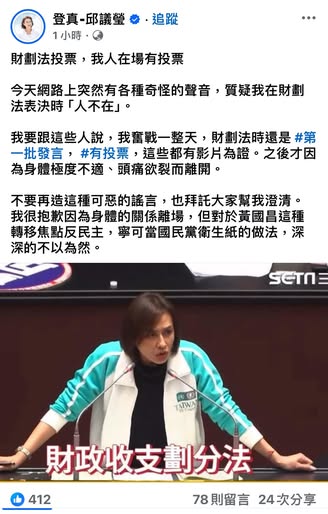 登真-邱議瑩 · 追蹤
1 小時 ·
財劃法投票，我人在場有投票
今天網路上突然有各種奇怪的聲音，質疑我在財劃
法表決時「人不在」。
我要跟這些人說，我奮戰一整天，財劃法時還是 #第
一批發言， #有投票，這些都有影片為證。之後才因
為身體極度不適、頭痛欲裂而離開。
不要再造這種可惡的謠言，也拜託大家幫我澄清。
我很抱歉因為身體的關係離場，但對於黃國昌這種
轉移焦點反民主，寧可當國民黨衛生紙的做法，深
深的不以為然。
SETN
TAIWAN
財政收支劃分法
412
78 則留言 24 次分享